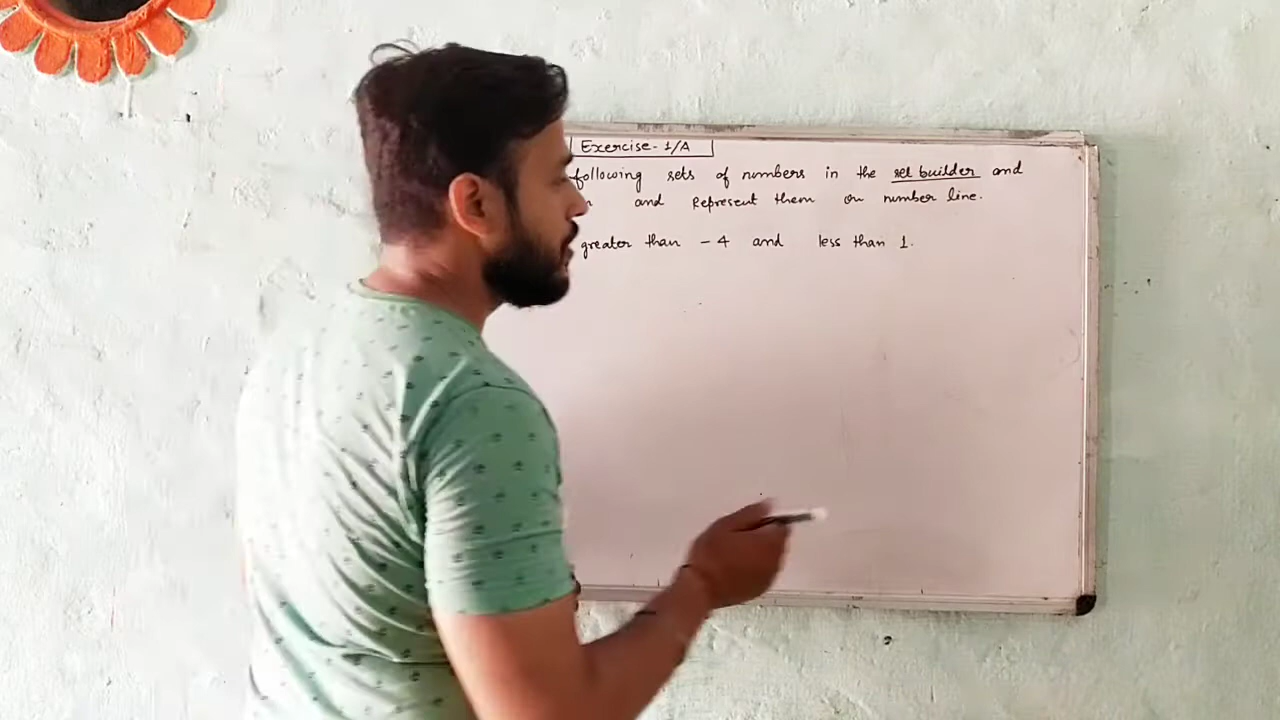 Exercise - 1/A
following sets of numbers in the set builder and
and Represent them on number line.
greater than - 4 and less than 1.